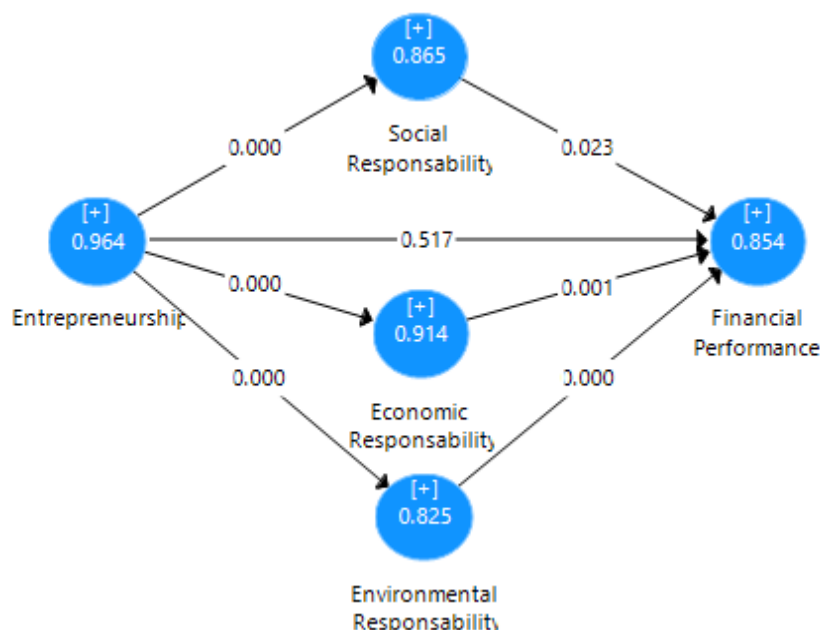 [+]
0.865
Social
Responsability
0.000
0.023
[+]
0.964
Entrepreneurship
0.517
[+]
0.854
Financial
Performance
0.000
0.001
[+]
0.914
Economic
Responsability
0.000
0.000
[+]
0.825
Environmental
Responsability